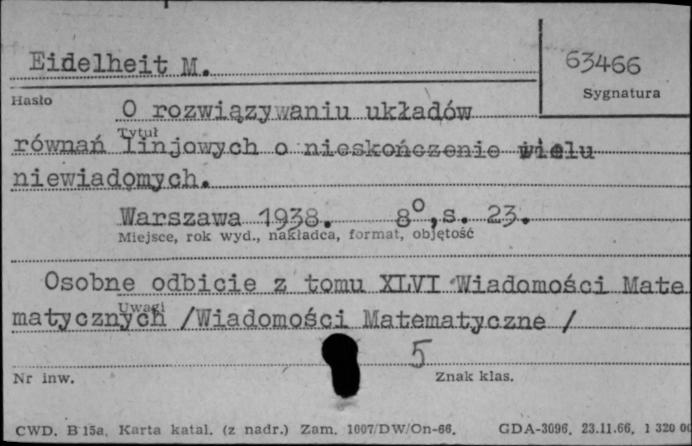 Eidelheit M.
63466
Hasło
Sygnatura
O rozwiązywaniu układów
Tytuł
równań linjowych o nieskończenie wielu
niewiadomych.
Warszawa 1938. 8⁰, s. 23.
Miejsce, rok wyd., nakładca, format, objętość
Osobne odbicie z tomu XLVI Wiadomości Mate
Uwagi
matycznych /Wiadomości Matematyczne /
5
Nr inw.
Znak klas.
CWD. B 15a. Karta katal. (z nadr.) Zam. 1007/DW/On-66. GDA-3096. 23.11.66. 1 320 00